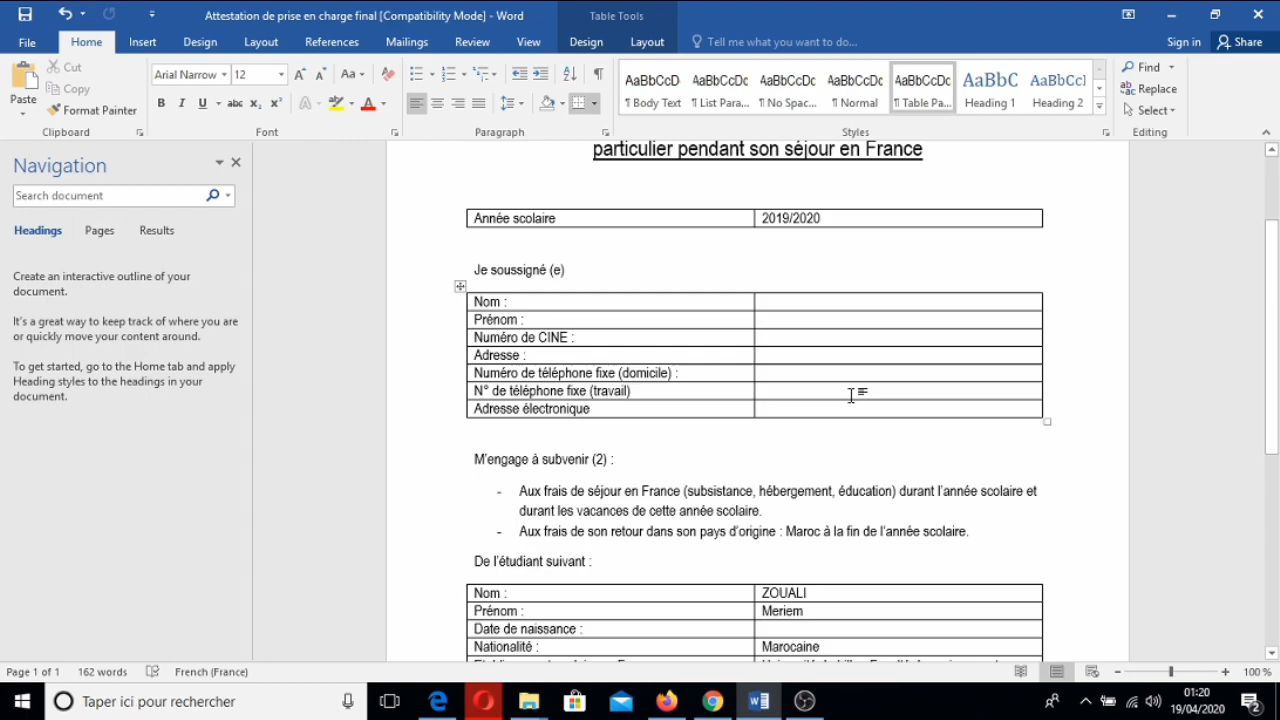 Attestation de prise en charge final [Compatibility Mode] - Word
Table Tools
File Home Insert Design Layout References Mailings Review View Design Layout Tell me what you want to do... Sign in Share
Paste
Cut
Copy
Format Painter
Clipboard
Arial Narrow 12
Font
Paragraph
AaBbCcD AaBbCcDc AaBbCcDc AaBbCcDc AaBbCcDc AaBbC AaBbCcI
¶ Body Text ¶ List Para... ¶ No Spac... ¶ Normal ¶ Table Pa... Heading 1 Heading 2
Styles
Find
Replace
Select
Editing
Navigation
Search document
Headings Pages Results
Create an interactive outline of your
document.
It's a great way to keep track of where you are
or quickly move your content around.
To get started, go to the Home tab and apply
Heading styles to the headings in your
document.
particulier pendant son séjour en France
Année scolaire 2019/2020
Je soussigné (e)
Nom :
Prénom :
Numéro de CINE :
Adresse :
Numéro de téléphone fixe (domicile) :
N° de téléphone fixe (travail)
Adresse électronique
M'engage à subvenir (2) :
- Aux frais de séjour en France (subsistance, hébergement, éducation) durant l'année scolaire et
durant les vacances de cette année scolaire.
- Aux frais de son retour dans son pays d'origine : Maroc à la fin de l'année scolaire.
De l'étudiant suivant :
Nom : ZOUALI
Prénom : Meriem
Date de naissance :
Nationalité : Marocaine
Page 1 of 1 162 words French (France) 100 %
Taper ici pour rechercher
01:20
19/04/2020
2